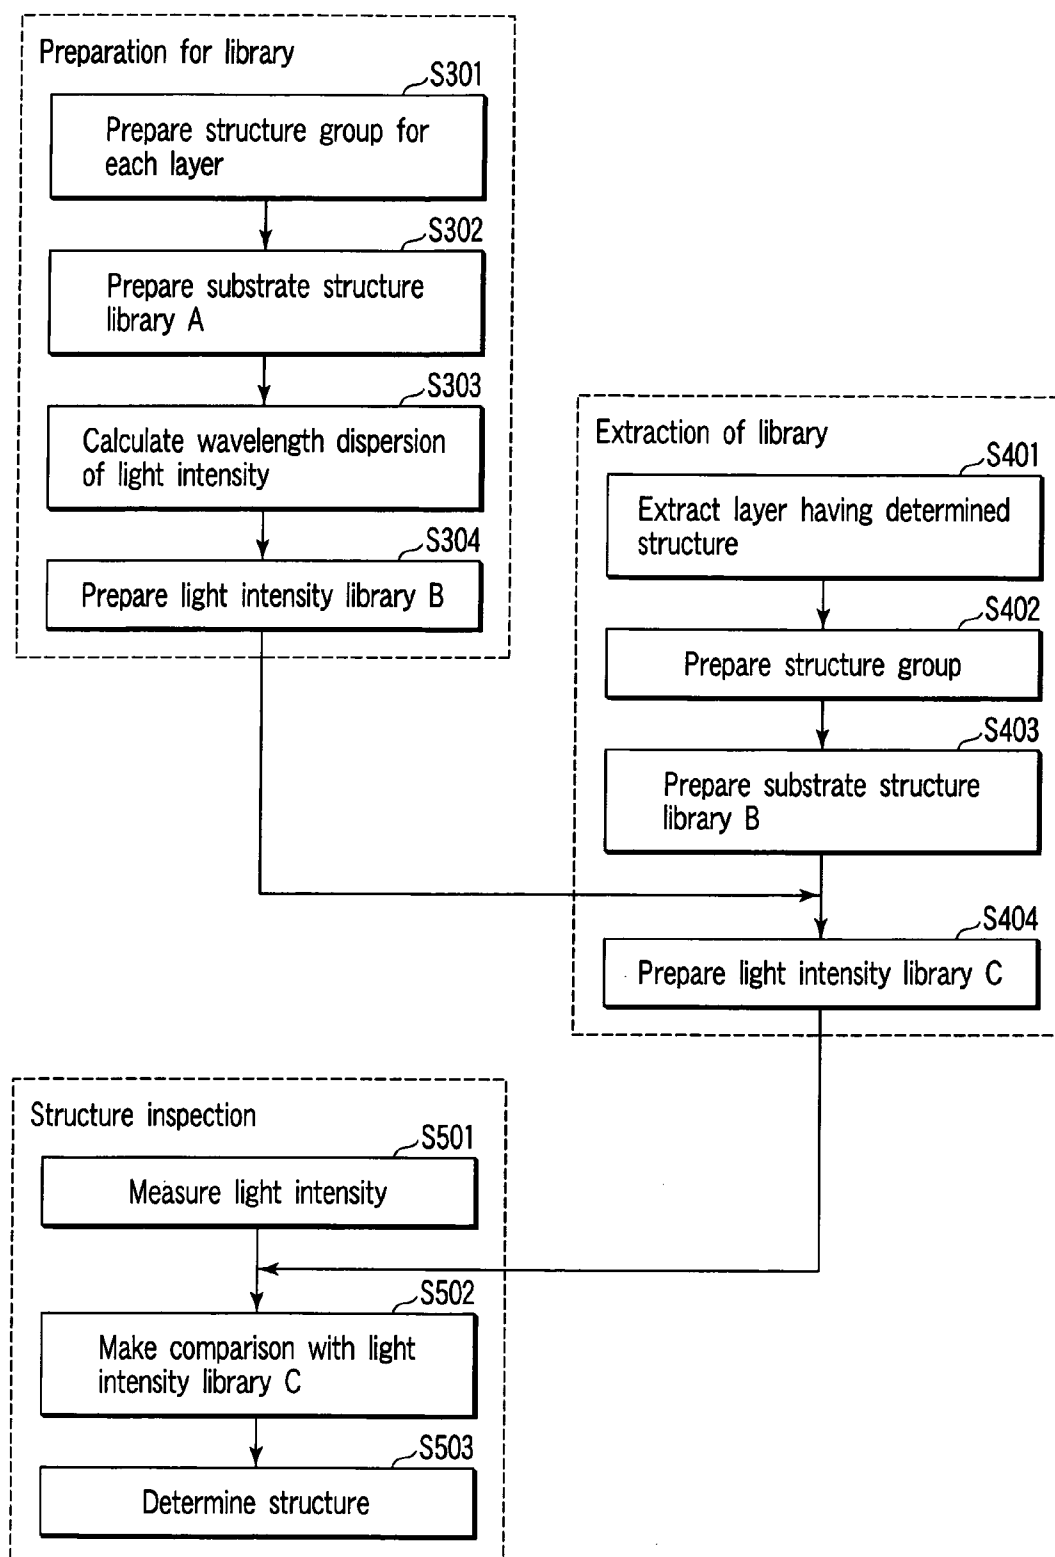 Preparation for library
S301
Prepare structure group for
each layer
S302
Prepare substrate structure
library A
S303
Calculate wavelength dispersion
of light intensity
S304
Prepare light intensity library B
Extraction of library
S401
Extract layer having determined
structure
S402
Prepare structure group
S403
Prepare substrate structure
library B
S404
Prepare light intensity library C
Structure inspection
S501
Measure light intensity
S502
Make comparison with light
intensity library C
S503
Determine structure